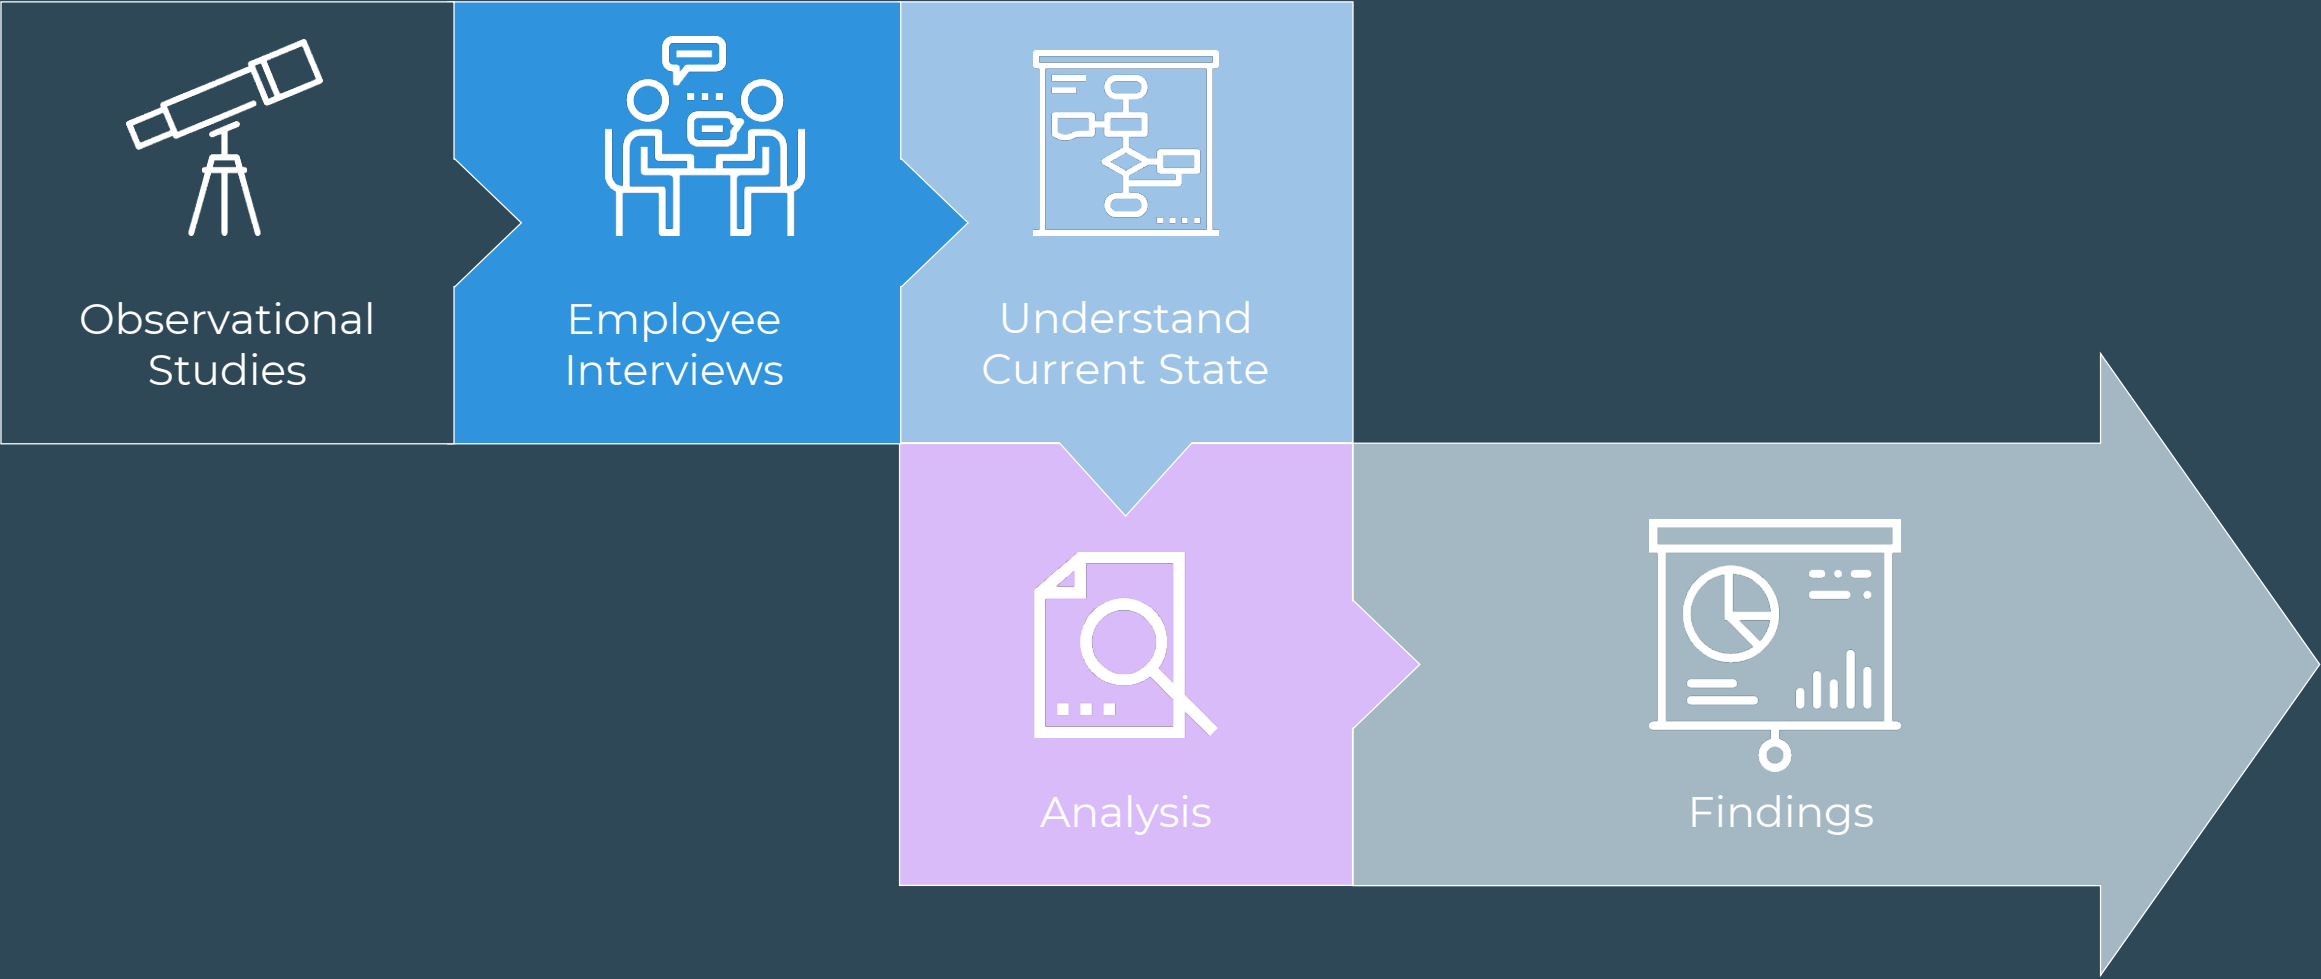 Observational
Studies
Employee
Interviews
Understand
Current State
Analysis
Findings